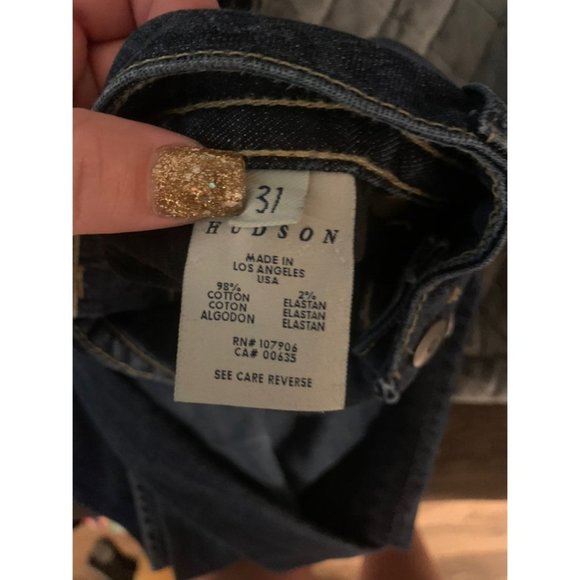 31
HUDSON
MADE IN
LOS ANGELES
USA
98% 2%
COTTON ELASTAN
COTON ELASTAN
ALGODON ELASTAN
RN# 107906
CA# 00635
SEE CARE REVERSE